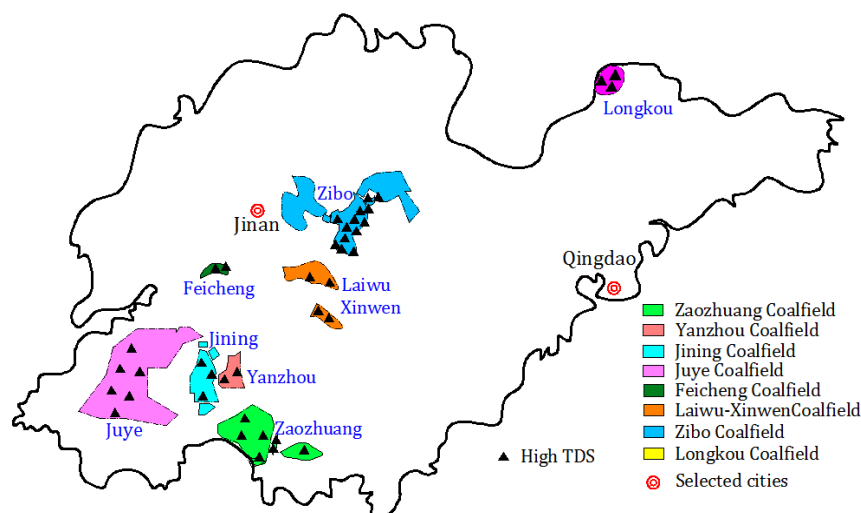 Longkou
Zibo
Jinan
Qingdao
Feicheng
Laiwu
Xinwen
Jining
Yanzhou
Juye
Zaozhuang
Zaozhuang Coalfield
Yanzhou Coalfield
Jining Coalfield
Juye Coalfield
Feicheng Coalfield
Laiwu-XinwenCoalfield
Zibo Coalfield
Longkou Coalfield
High TDS
Selected cities